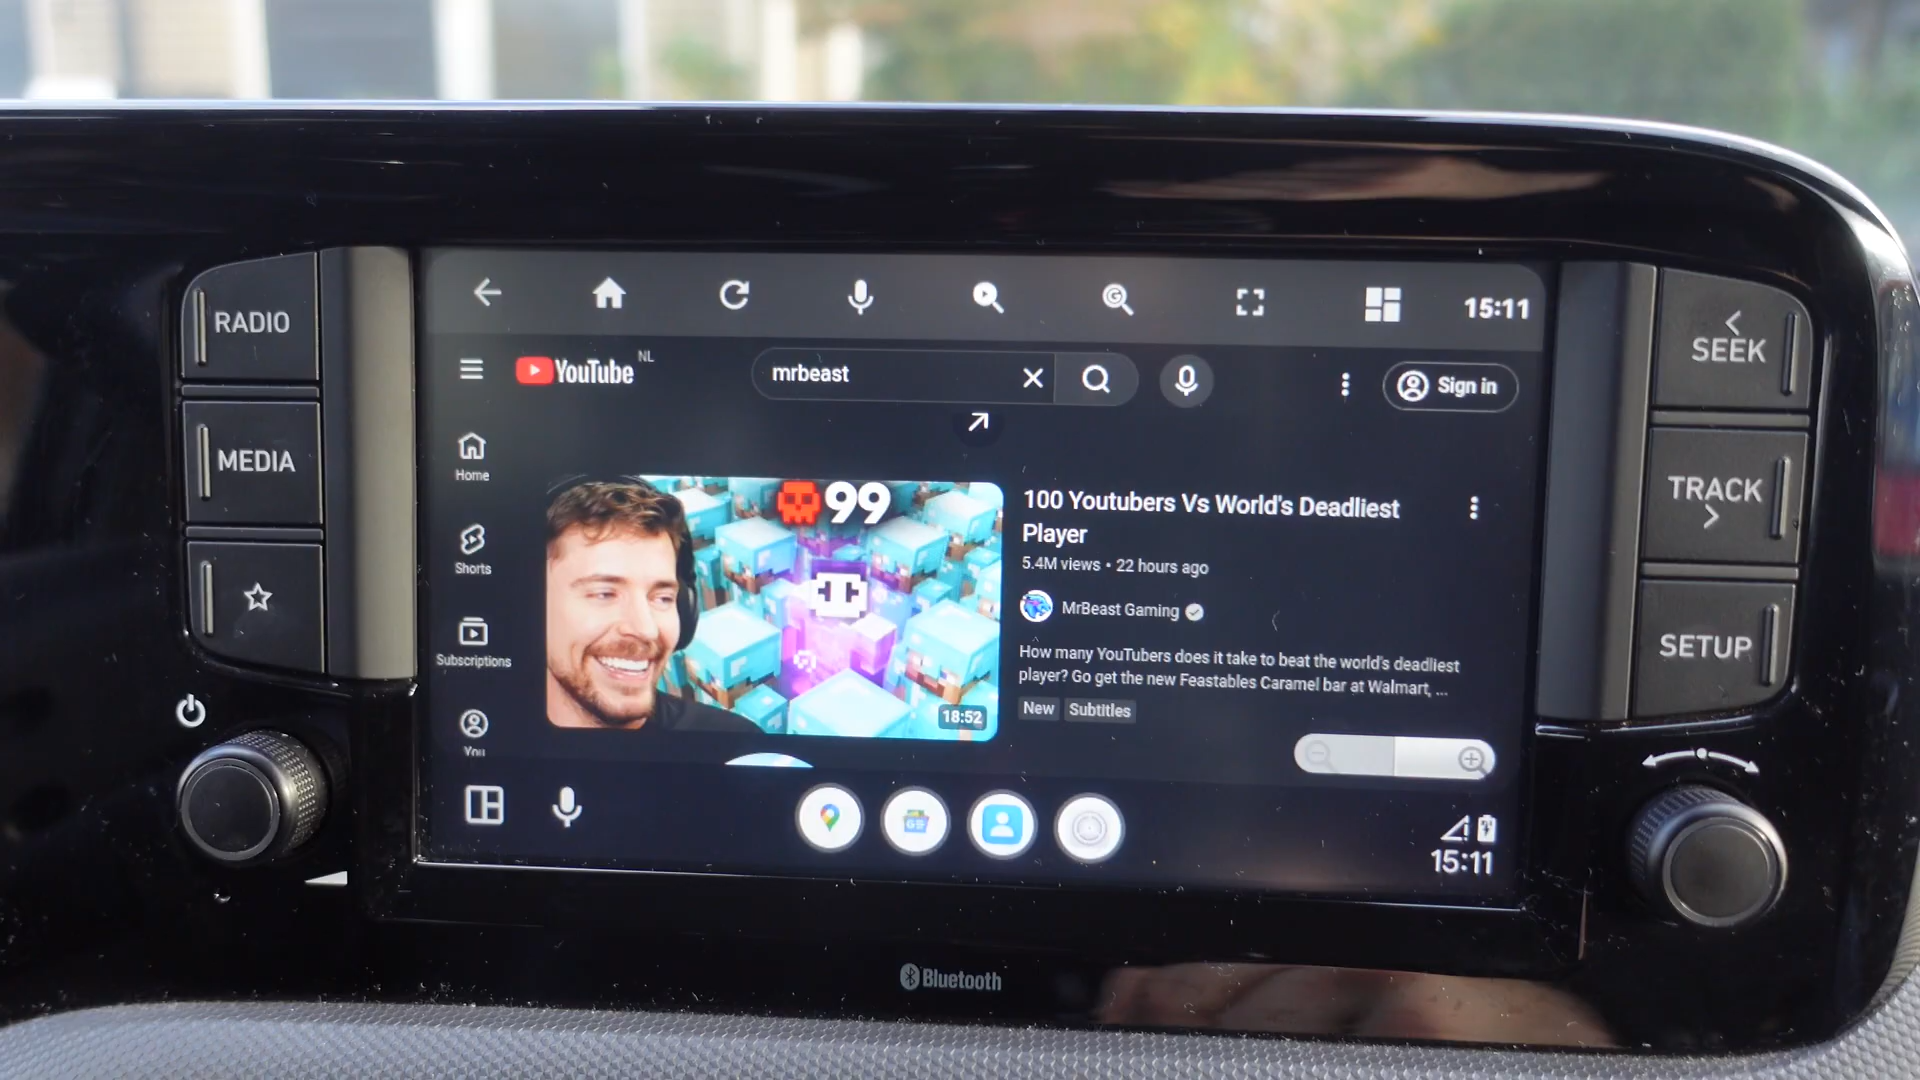 RADIO
MEDIA
15:11
YouTube NL
mrbeast
Sign in
Home
Shorts
Subscriptions
You
99
18:52
100 Youtubers Vs World's Deadliest
Player
5.4M views • 22 hours ago
MrBeast Gaming
How many YouTubers does it take to beat the world's deadliest
player? Go get the new Feastables Caramel bar at Walmart, ...
New
Subtitles
15:11
SEEK
TRACK
SETUP
Bluetooth